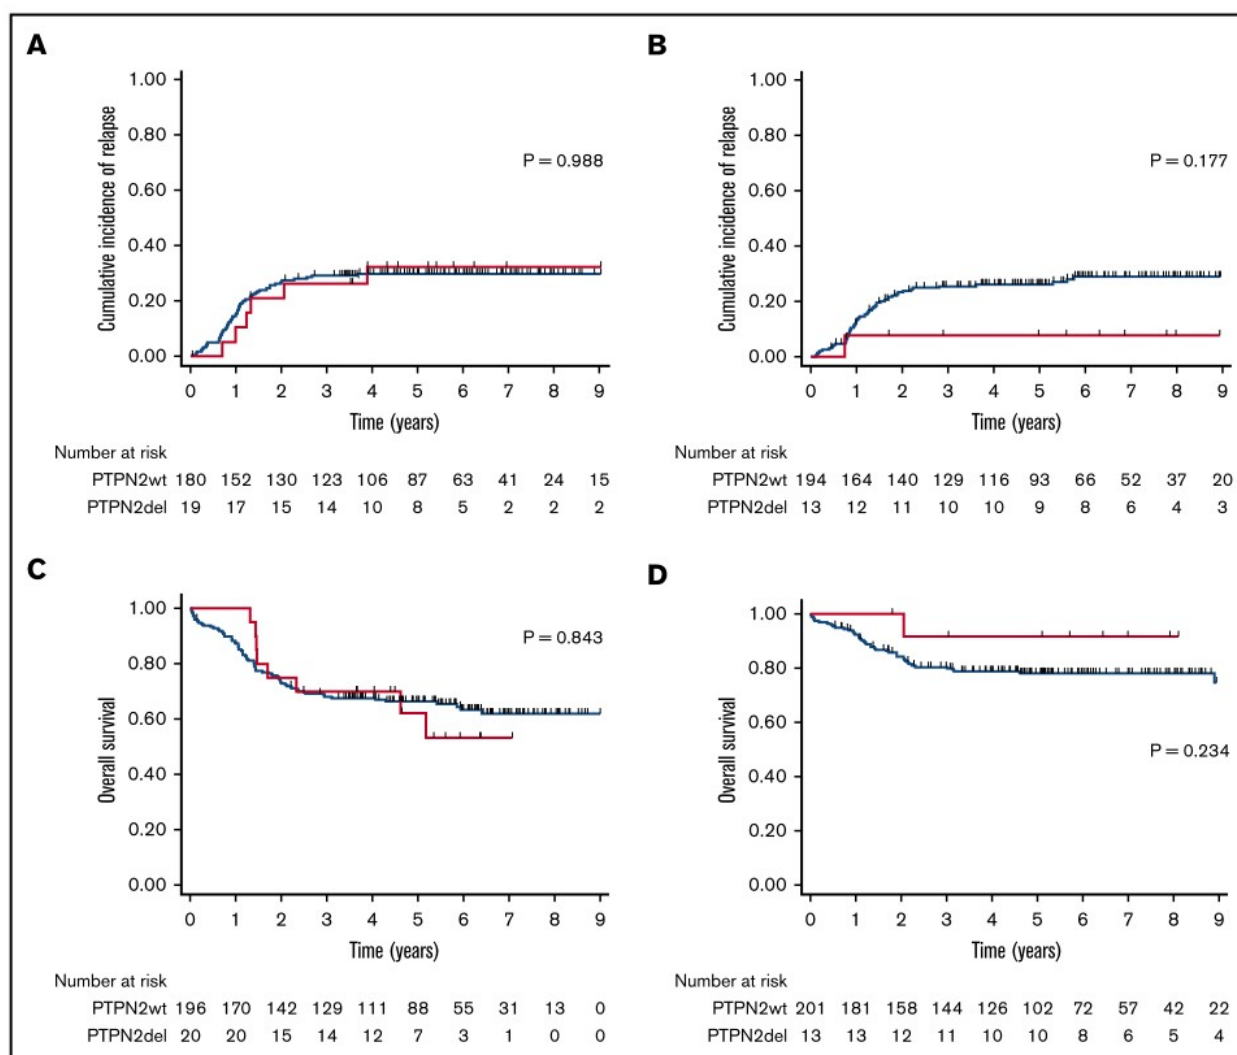 A
Cumulative incidence of relapse
1.00
0.80
0.60
0.40
0.20
0.00
P = 0.988
0 1 2 3 4 5 6 7 8 9
Time (years)
Number at risk
PTPN2wt 180 152 130 123 106 87 63 41 24 15
PTPN2del 19 17 15 14 10 8 5 2 2 2
B
Cumulative incidence of relapse
1.00
0.80
0.60
0.40
0.20
0.00
P = 0.177
0 1 2 3 4 5 6 7 8 9
Time (years)
Number at risk
PTPN2wt 194 164 140 129 116 93 66 52 37 20
PTPN2del 13 12 11 10 10 9 8 6 4 3
C
Overall survival
1.00
0.80
0.60
0.40
0.20
0.00
P = 0.843
0 1 2 3 4 5 6 7 8 9
Time (years)
Number at risk
PTPN2wt 196 170 142 129 111 88 55 31 13 0
PTPN2del 20 20 15 14 12 7 3 1 0 0
D
Overall survival
1.00
0.80
0.60
0.40
0.20
0.00
P = 0.234
0 1 2 3 4 5 6 7 8 9
Time (years)
Number at risk
PTPN2wt 201 181 158 144 126 102 72 57 42 22
PTPN2del 13 13 12 11 10 10 8 6 5 4